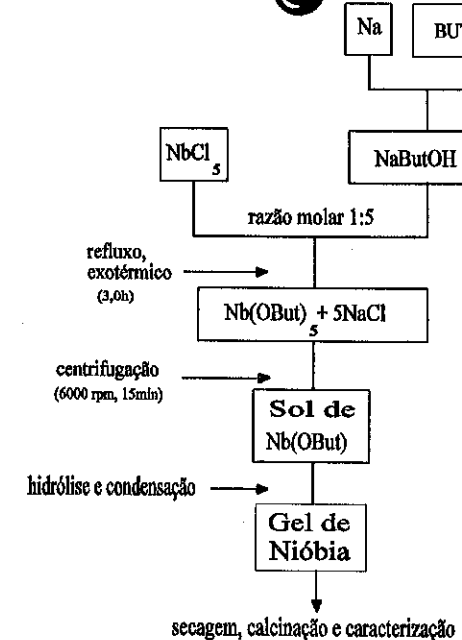 Na
NbCl5
NaButOH
razão molar 1:5
refluxo,
exotérmico
(3,0h)
Nb(OBut)5 + 5NaCl
centrifugação
(6000 rpm, 15min)
Sol de
Nb(OBut)
hidrólise e condensação
Gel de
Nióbia
secagem, calcinação e caracterização